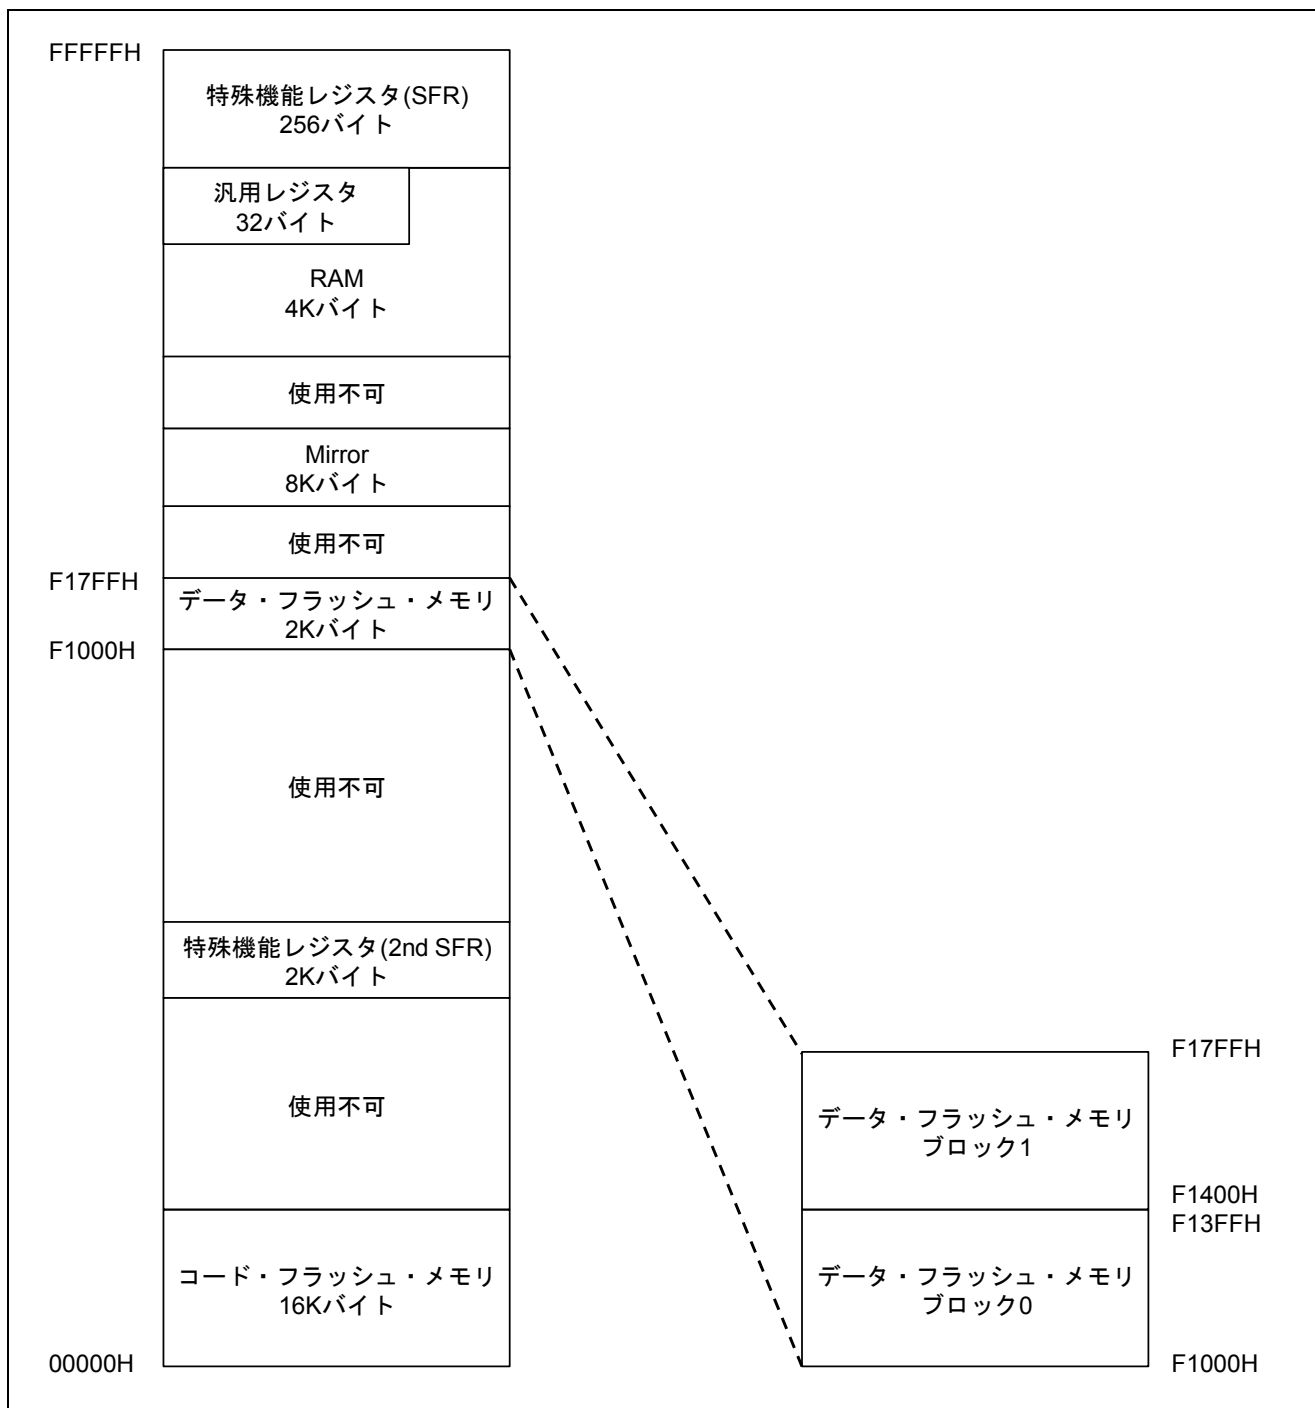 FFFFFH
特殊機能レジスタ(SFR)
256バイト
汎用レジスタ
32バイト
RAM
4Kバイト
使用不可
Mirror
8Kバイト
使用不可
F17FFH
データ・フラッシュ・メモリ
2Kバイト
F1000H
使用不可
特殊機能レジスタ(2nd SFR)
2Kバイト
使用不可
コード・フラッシュ・メモリ
16Kバイト
00000H
F17FFH
データ・フラッシュ・メモリ
ブロック1
F1400H
F13FFH
データ・フラッシュ・メモリ
ブロック0
F1000H